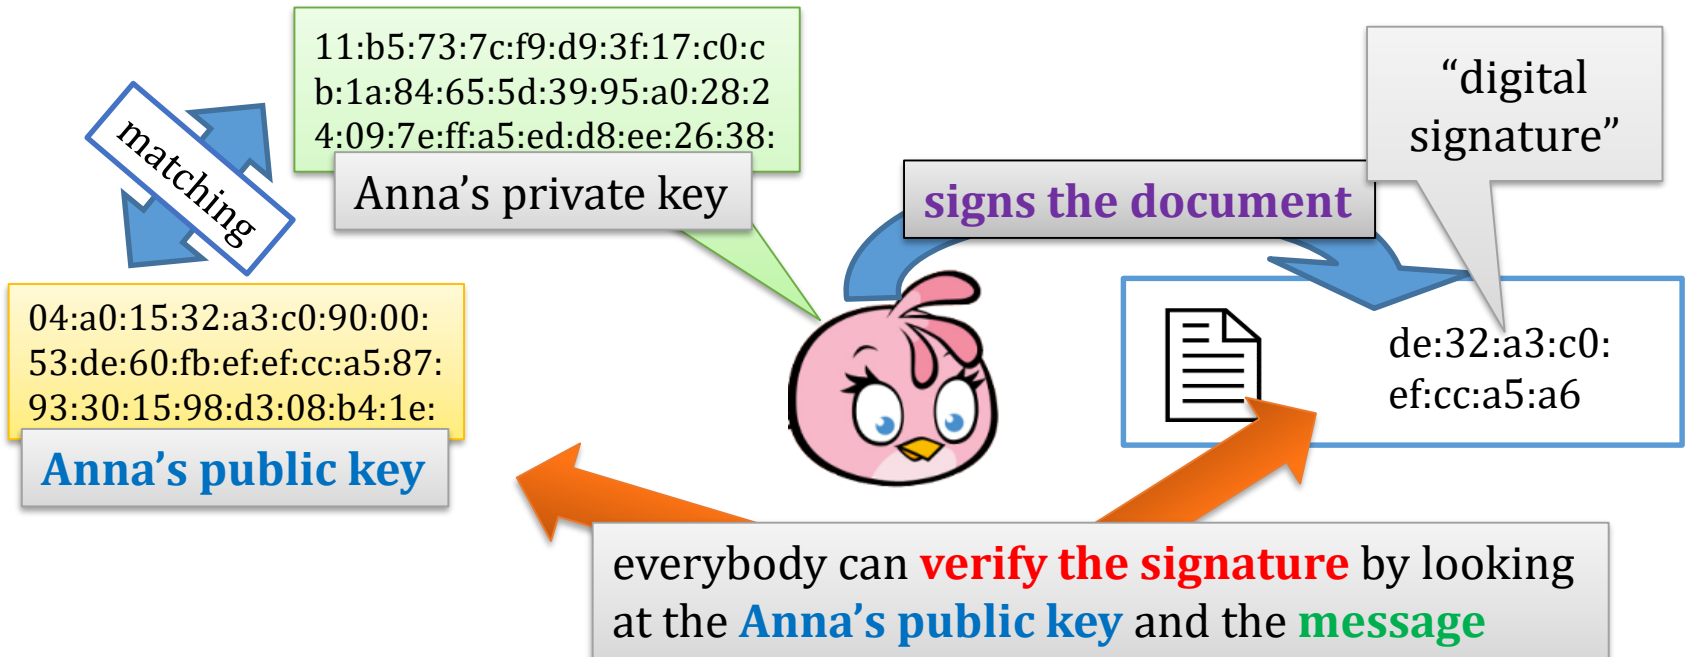 11:b5:73:7c:f9:d9:3f:17:c0:c
b:1a:84:65:5d:39:95:a0:28:2
4:09:7e:ff:a5:ed:d8:ee:26:38:
Anna’s private key
matching
04:a0:15:32:a3:c0:90:00:
53:de:60:fb:ef:ef:cc:a5:87:
93:30:15:98:d3:08:b4:1e:
Anna’s public key
signs the document
“digital
signature”
de:32:a3:c0:
ef:cc:a5:a6
everybody can verify the signature by looking
at the Anna’s public key and the message